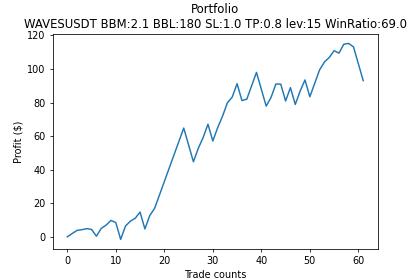 Portfolio
WAVESUSDT BBM:2.1 BBL:180 SL:1.0 TP:0.8 lev:15 WinRatio:69.0
120
100
80
60
40
20
0
Profit ($)
0 10 20 30 40 50 60
Trade counts